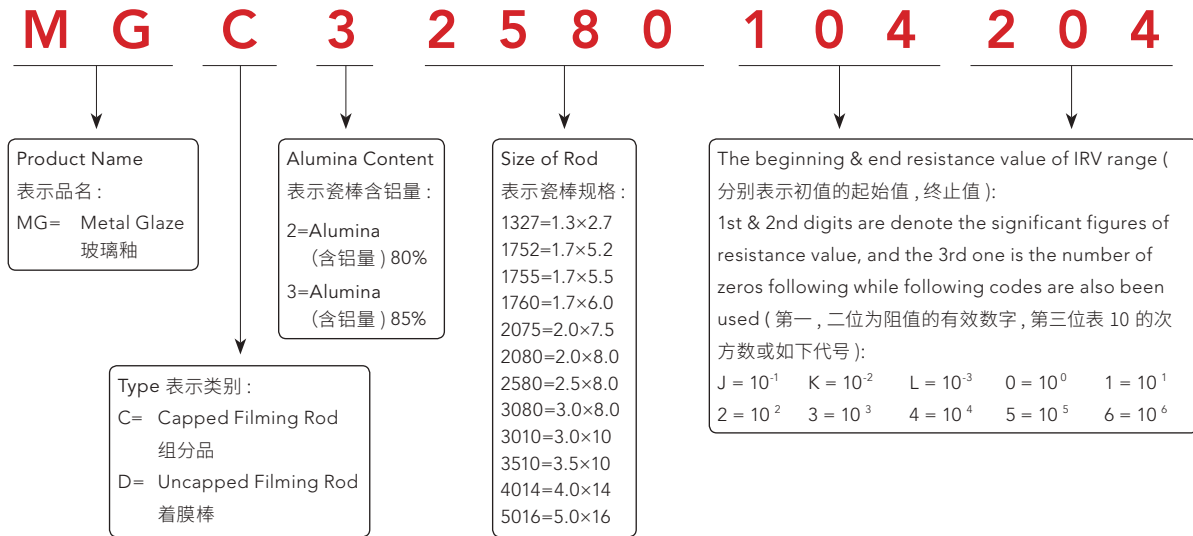 M G C 3 2 5 8 0 1 0 4 2 0 4
Product Name
表示品名 :
MG= Metal Glaze
玻璃釉
Type 表示类别 :
C= Capped Filming Rod
组分品
D= Uncapped Filming Rod
着膜棒
Alumina Content
表示瓷棒含铝量 :
2=Alumina
(含铝量 ) 80%
3=Alumina
(含铝量 ) 85%
Size of Rod
表示瓷棒规格 :
1327=1.3×2.7
1752=1.7×5.2
1755=1.7×5.5
1760=1.7×6.0
2075=2.0×7.5
2080=2.0×8.0
2580=2.5×8.0
3080=3.0×8.0
3010=3.0×10
3510=3.5×10
4014=4.0×14
5016=5.0×16
The beginning & end resistance value of IRV range (
分别表示初值的起始值 , 终止值 ):
1st & 2nd digits are denote the significant figures of
resistance value, and the 3rd one is the number of
zeros following while following codes are also been
used ( 第一 , 二位为阻值的有效数字 , 第三位表 10 的次
方数或如下代号 ):
J = 10⁻¹ K = 10⁻² L = 10⁻³ 0 = 10⁰ 1 = 10¹
2 = 10² 3 = 10³ 4 = 10⁴ 5 = 10⁵ 6 = 10⁶